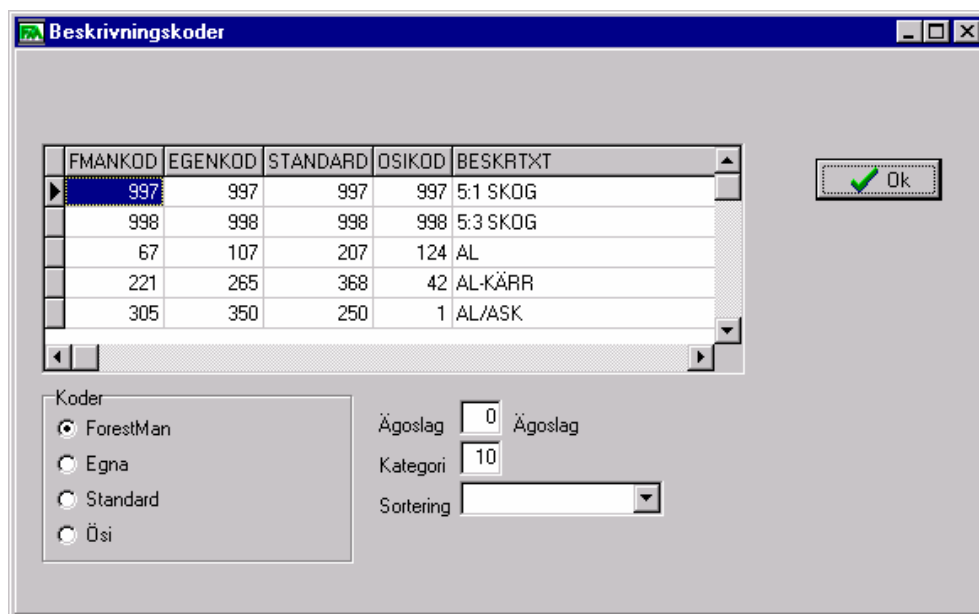 Beskrivningskoder
FMANKOD EGENKOD STANDARD OSIKOD BESKRTXT
997 997 997 997 5:1 SKOG
998 998 998 998 5:3 SKOG
67 107 207 124 AL
221 265 368 42 AL-KÄRR
305 350 250 1 AL/ASK
Ok
Koder
ForestMan
Egna
Standard
Ösi
Ägoslag 0 Ägoslag
Kategori 10
Sortering